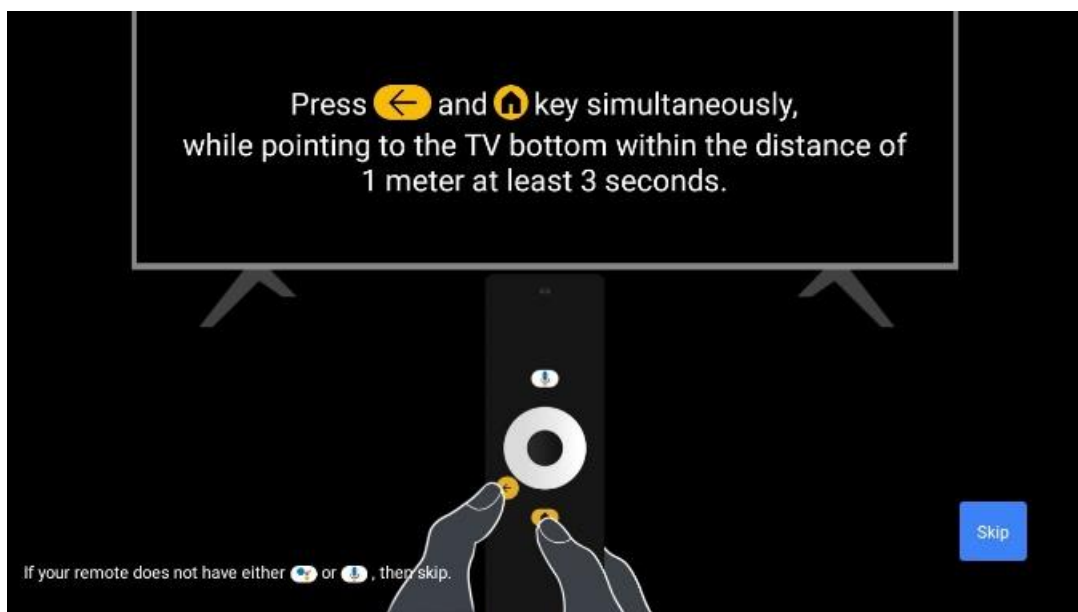 Press ← and key simultaneously,
while pointing to the TV bottom within the distance of
1 meter at least 3 seconds.
Skip
If your remote does not have either or , then skip.